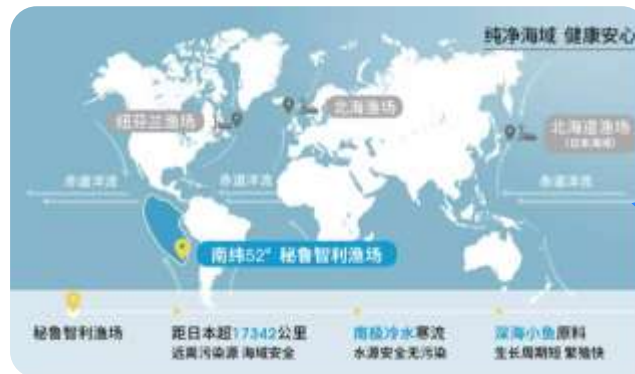 纯净海域 健康安心
北海渔场
纽芬兰渔场
北海道渔场
(日本海域)
赤道洋流
赤道洋流
赤道洋流
南纬52° 秘鲁智利渔场
秘鲁智利渔场
距日本超17342公里
近离污染源 海域安全
南极冷水寒流
水源安全无污染
深海小鱼原料
生长周期短 繁殖快